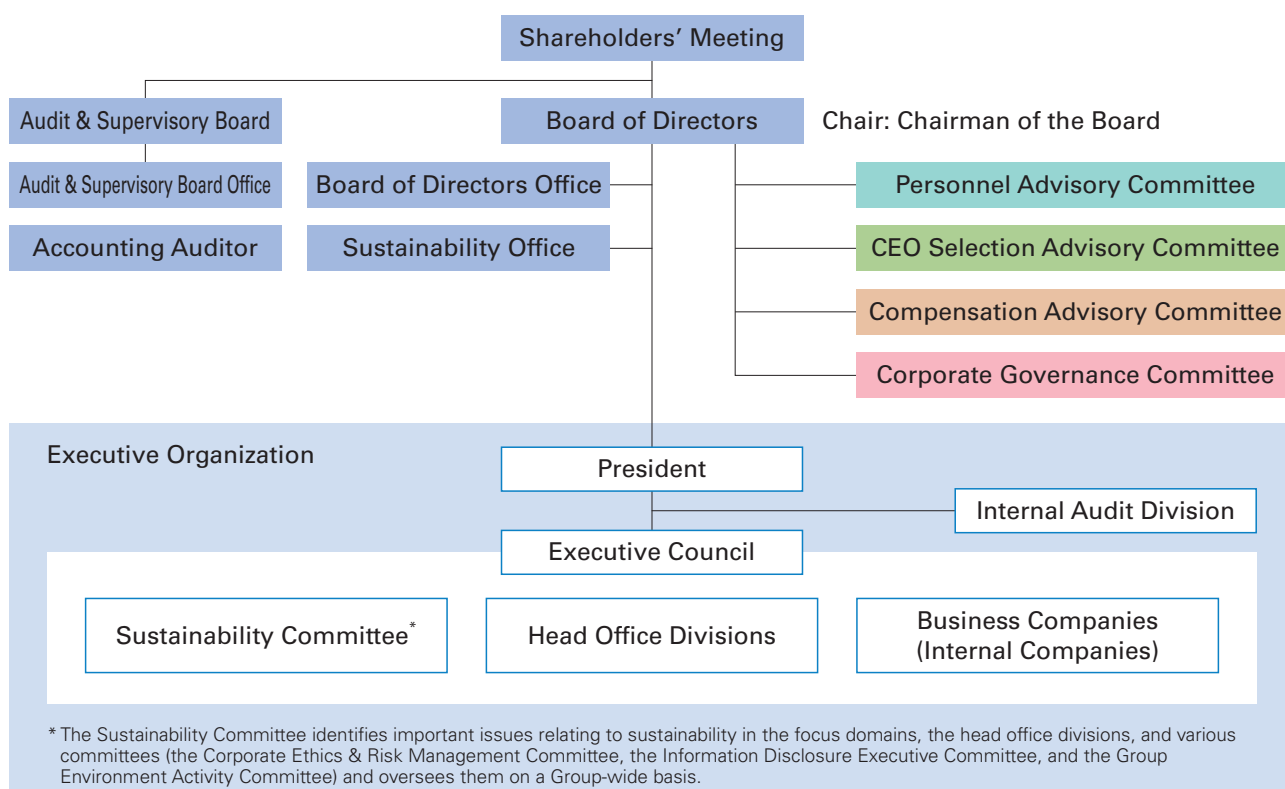 Shareholders’ Meeting
Audit & Supervisory Board
Board of Directors
Chair: Chairman of the Board
Audit & Supervisory Board Office
Board of Directors Office
Personnel Advisory Committee
Accounting Auditor
Sustainability Office
CEO Selection Advisory Committee
Compensation Advisory Committee
Corporate Governance Committee
Executive Organization
President
Internal Audit Division
Executive Council
Sustainability Committee*
Head Office Divisions
Business Companies
(Internal Companies)
* The Sustainability Committee identifies important issues relating to sustainability in the focus domains, the head office divisions, and various
committees (the Corporate Ethics & Risk Management Committee, the Information Disclosure Executive Committee, and the Group
Environment Activity Committee) and oversees them on a Group-wide basis.